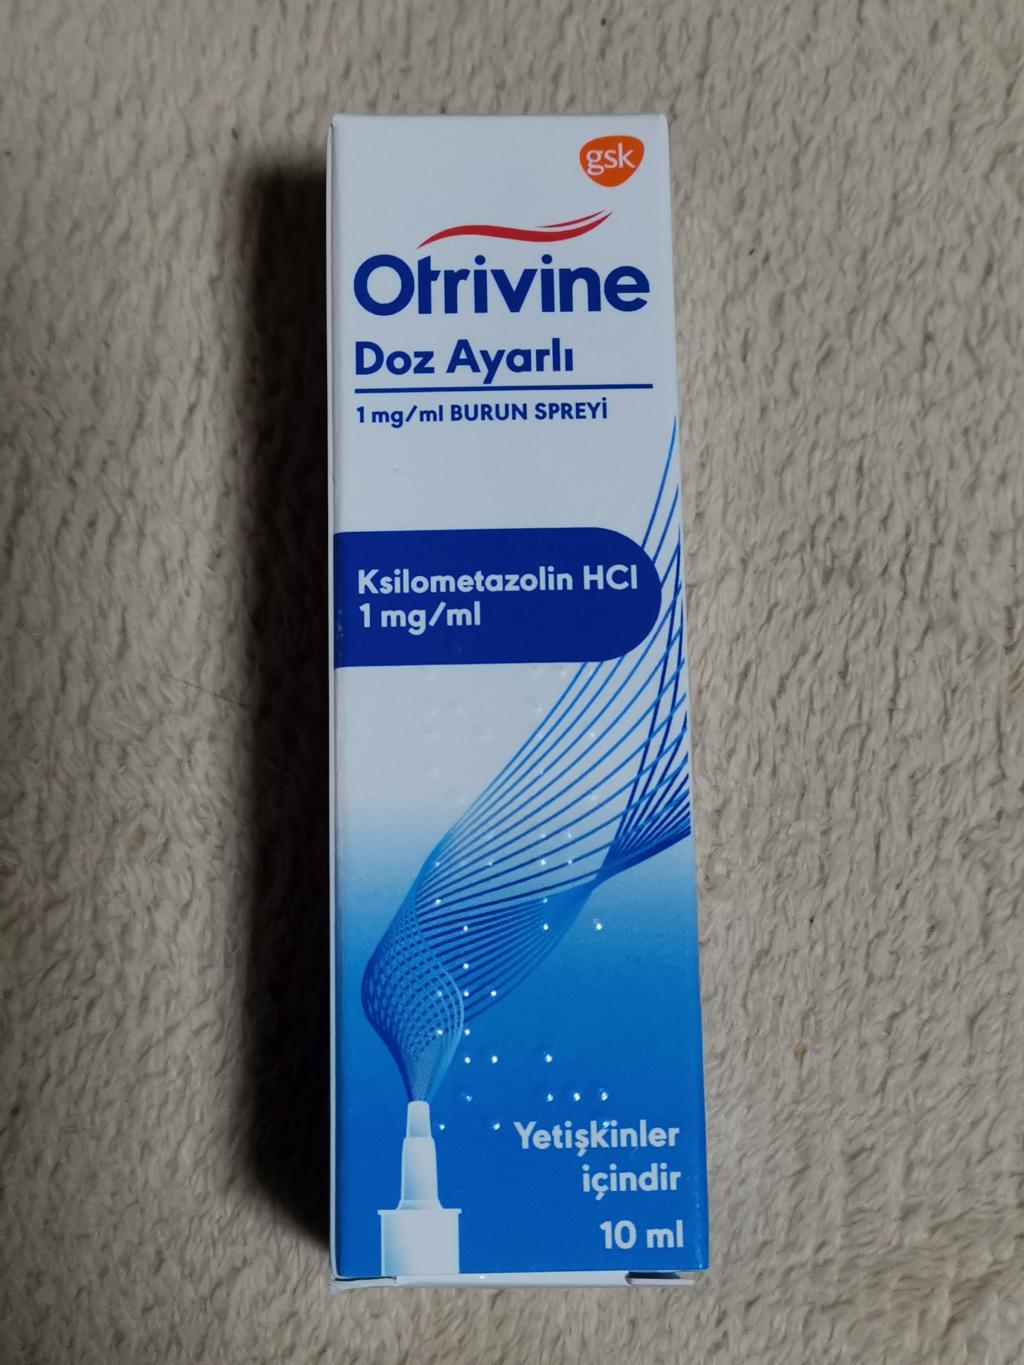 gsk
Otrivine
Doz Ayarlı
1 mg/ml BURUN SPREYİ
Ksilometazolin HCl
1 mg/ml
Yetişkinler
içindir
10 ml